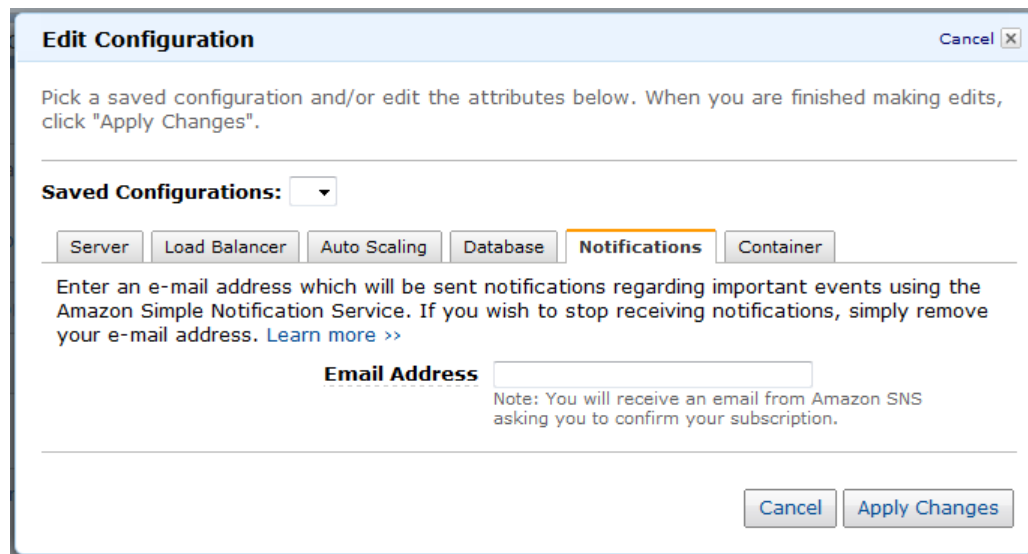 Edit Configuration
Cancel
Pick a saved configuration and/or edit the attributes below. When you are finished making edits,
click "Apply Changes".
Saved Configurations:
Server Load Balancer Auto Scaling Database Notifications Container
Enter an e-mail address which will be sent notifications regarding important events using the
Amazon Simple Notification Service. If you wish to stop receiving notifications, simply remove
your e-mail address. Learn more >>
Email Address
Note: You will receive an email from Amazon SNS
asking you to confirm your subscription.
Cancel Apply Changes